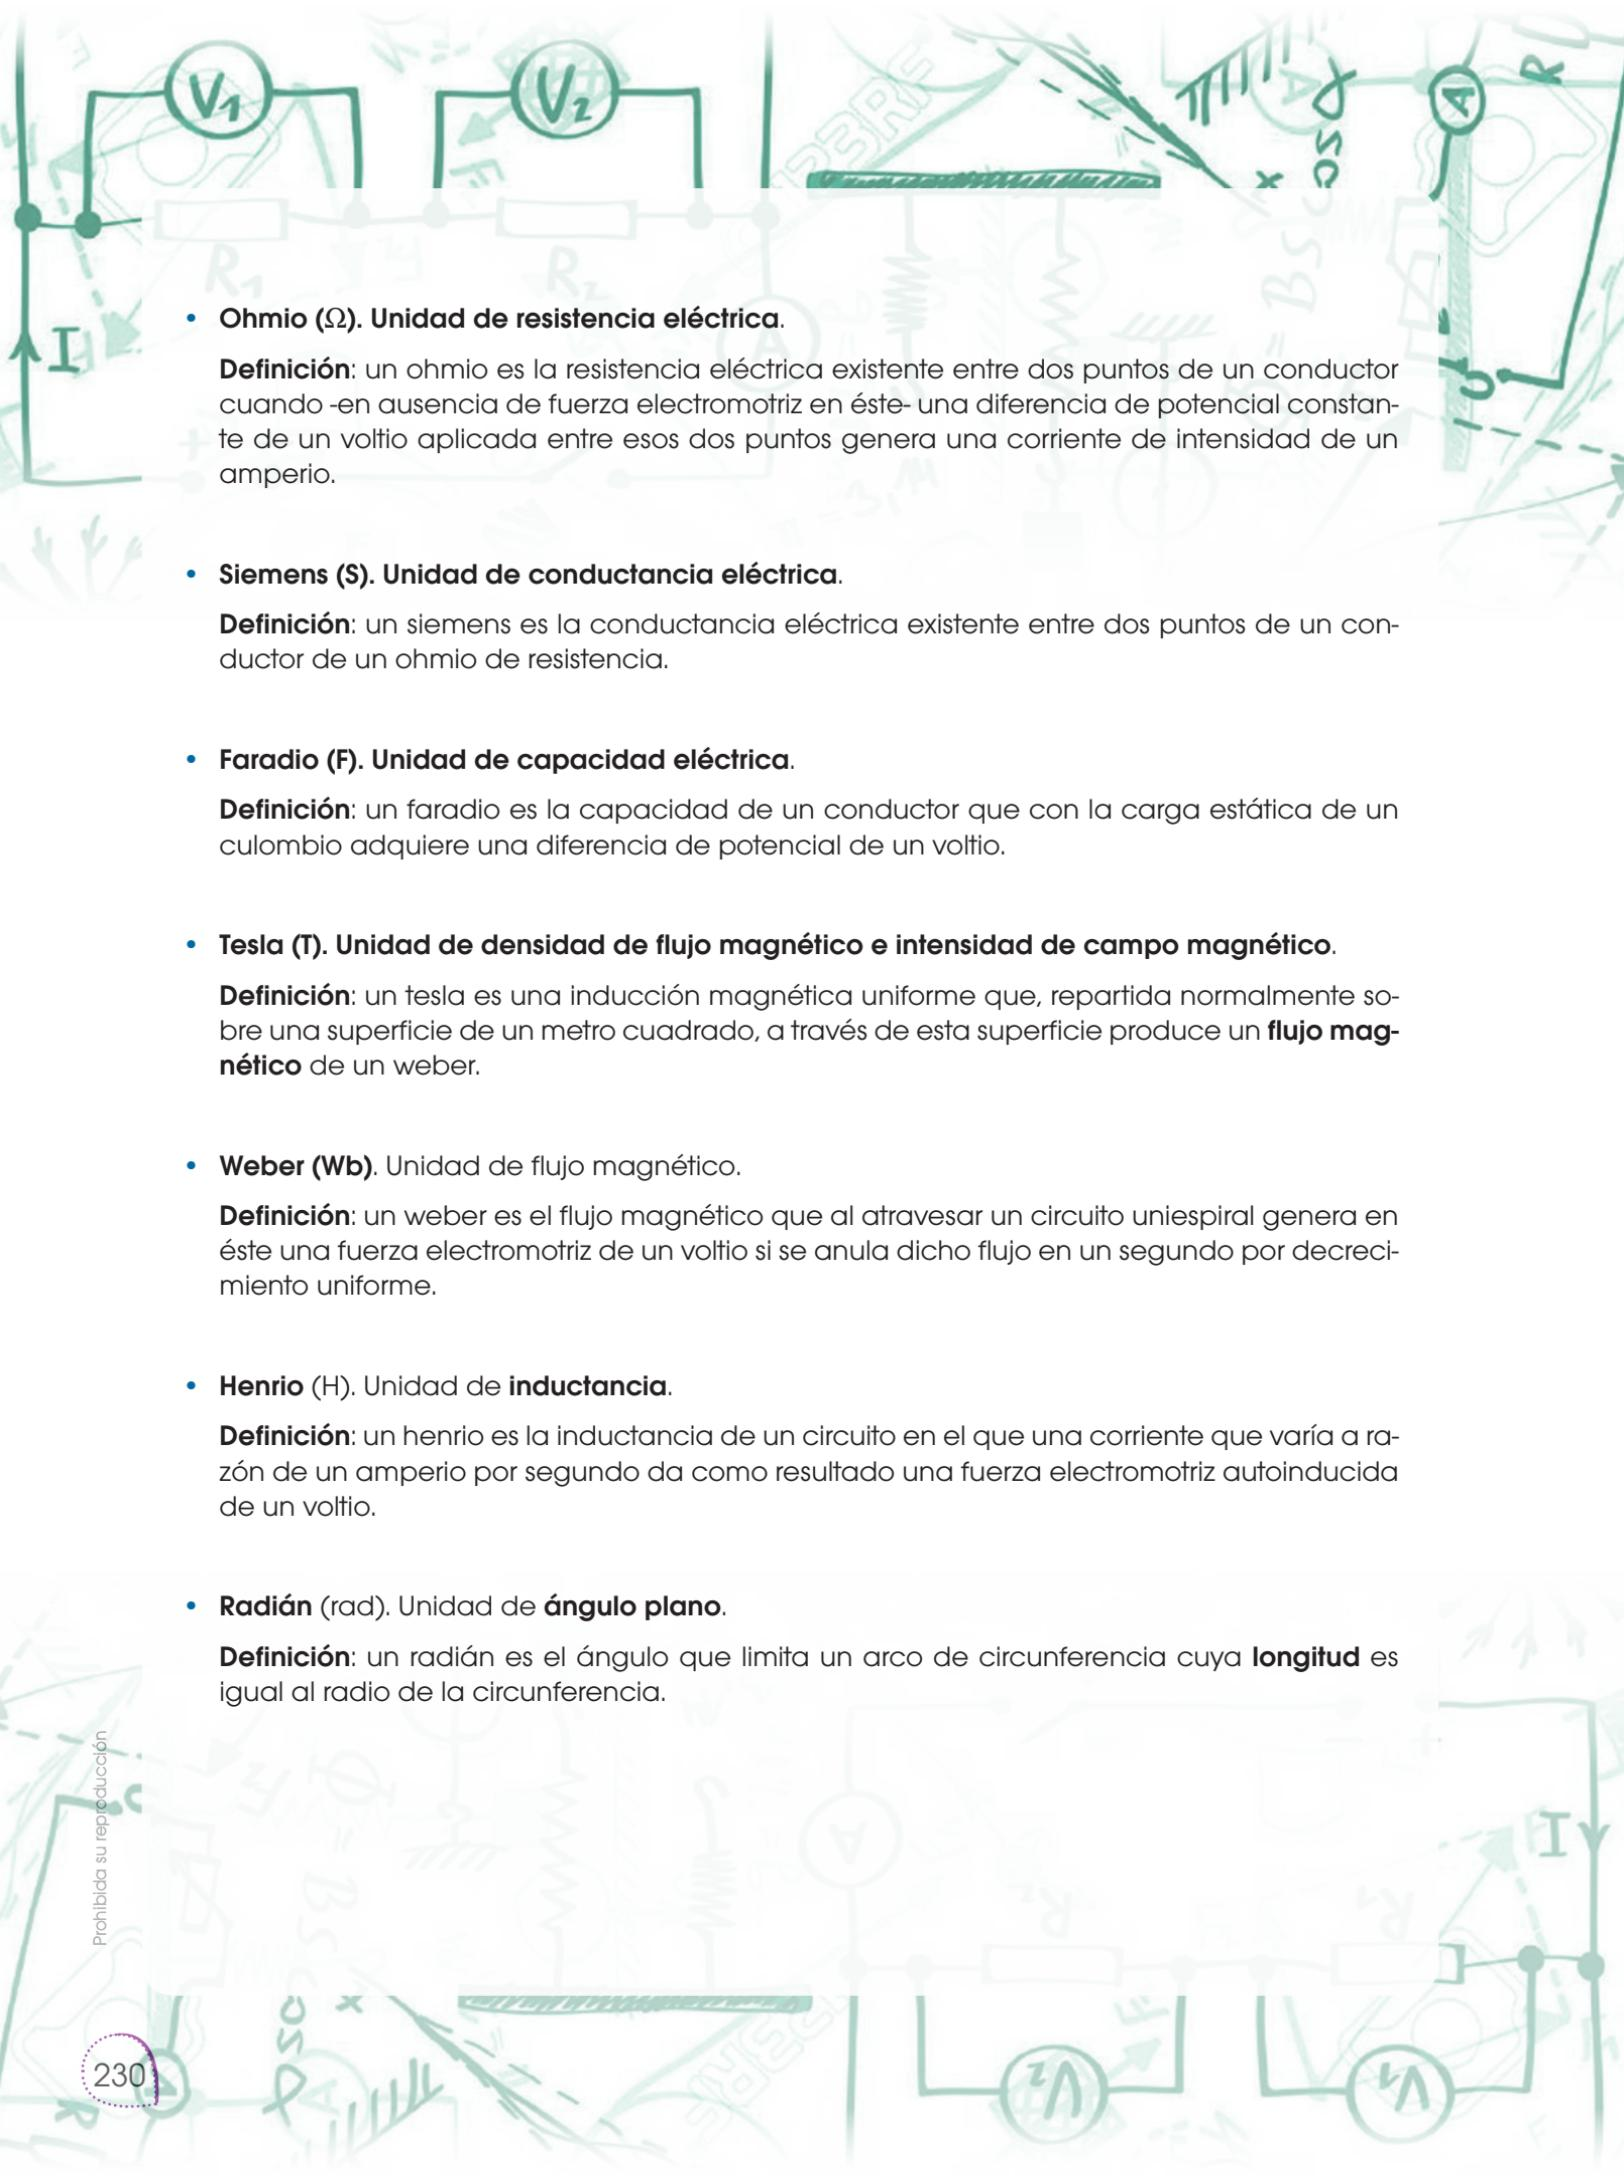 V1
V2
R1
R2
I
A
A
R
• Ohmio (Ω). Unidad de resistencia eléctrica.
Definición: un ohmio es la resistencia eléctrica existente entre dos puntos de un conductor
cuando -en ausencia de fuerza electromotriz en éste- una diferencia de potencial constan-
te de un voltio aplicada entre esos dos puntos genera una corriente de intensidad de un
amperio.
• Siemens (S). Unidad de conductancia eléctrica.
Definición: un siemens es la conductancia eléctrica existente entre dos puntos de un con-
ductor de un ohmio de resistencia.
• Faradio (F). Unidad de capacidad eléctrica.
Definición: un faradio es la capacidad de un conductor que con la carga estática de un
culombio adquiere una diferencia de potencial de un voltio.
• Tesla (T). Unidad de densidad de flujo magnético e intensidad de campo magnético.
Definición: un tesla es una inducción magnética uniforme que, repartida normalmente so-
bre una superficie de un metro cuadrado, a través de esta superficie produce un flujo mag-
nético de un weber.
• Weber (Wb). Unidad de flujo magnético.
Definición: un weber es el flujo magnético que al atravesar un circuito uniespiral genera en
éste una fuerza electromotriz de un voltio si se anula dicho flujo en un segundo por decreci-
miento uniforme.
• Henrio (H). Unidad de inductancia.
Definición: un henrio es la inductancia de un circuito en el que una corriente que varía a ra-
zón de un amperio por segundo da como resultado una fuerza electromotriz autoinducida
de un voltio.
• Radián (rad). Unidad de ángulo plano.
Definición: un radián es el ángulo que limita un arco de circunferencia cuya longitud es
igual al radio de la circunferencia.
Prohibida su reproducción
I
A
R2
R1
V2
V1
230